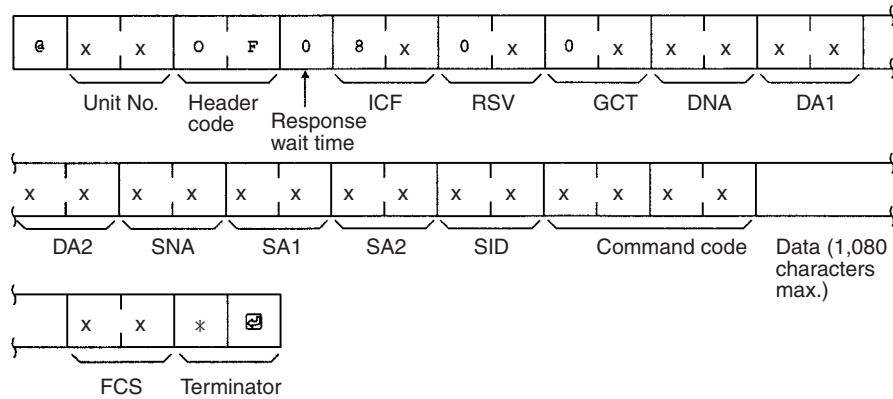 @ x x O F 0 8 x 0 x 0 x x x x x
Unit No. Header code Response wait time ICF RSV GCT DNA DA1
x x x x x x x x x x x x x x
DA2 SNA SA1 SA2 SID Command code Data (1,080 characters max.)
x x * ↵
FCS Terminator